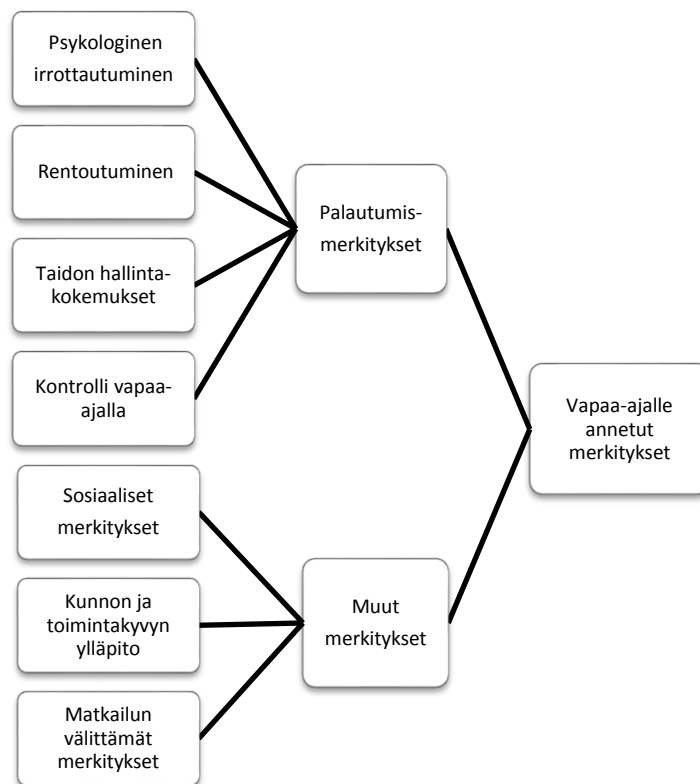 Psykologinen
irrottautuminen
Rentoutuminen
Taidon hallinta-
kokemukset
Kontrolli vapaa-
ajalla
Sosiaaliset
merkitykset
Kunnon ja
toimintakyvyn
ylläpito
Matkailun
välittämät
merkitykset
Palautumis-
merkitykset
Muut
merkitykset
Vapaa-ajalle
annetut
merkitykset